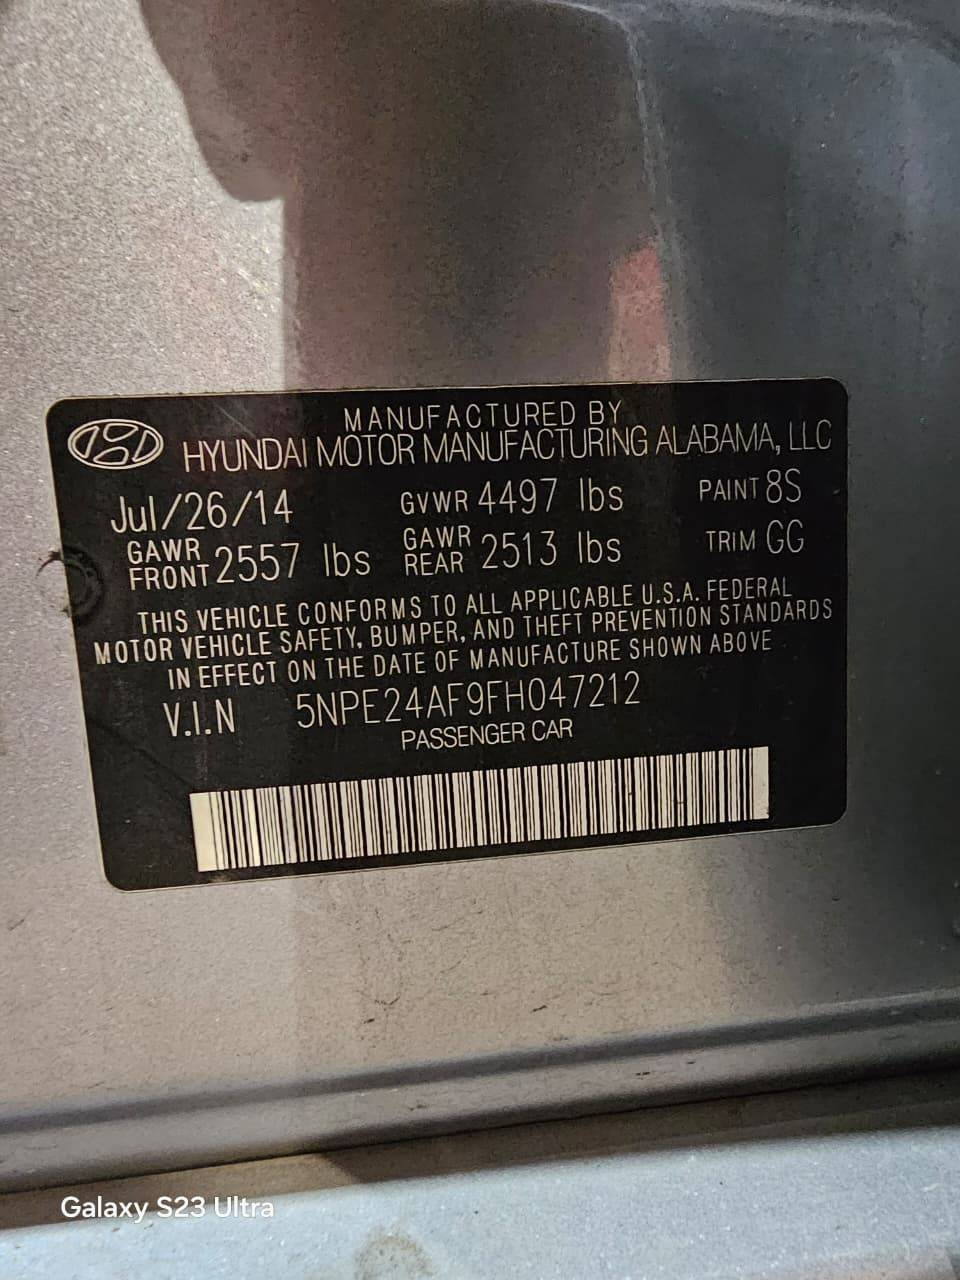 MANUFACTURED BY
HYUNDAI MOTOR MANUFACTURING ALABAMA, LLC
Jul/26/14 GVWR 4497 lbs PAINT 8S
GAWR FRONT 2557 lbs GAWR REAR 2513 lbs TRIM GG
THIS VEHICLE CONFORMS TO ALL APPLICABLE U.S.A. FEDERAL
MOTOR VEHICLE SAFETY, BUMPER, AND THEFT PREVENTION STANDARDS
IN EFFECT ON THE DATE OF MANUFACTURE SHOWN ABOVE
V.I.N 5NPE24AF9FH047212
PASSENGER CAR
Galaxy S23 Ultra